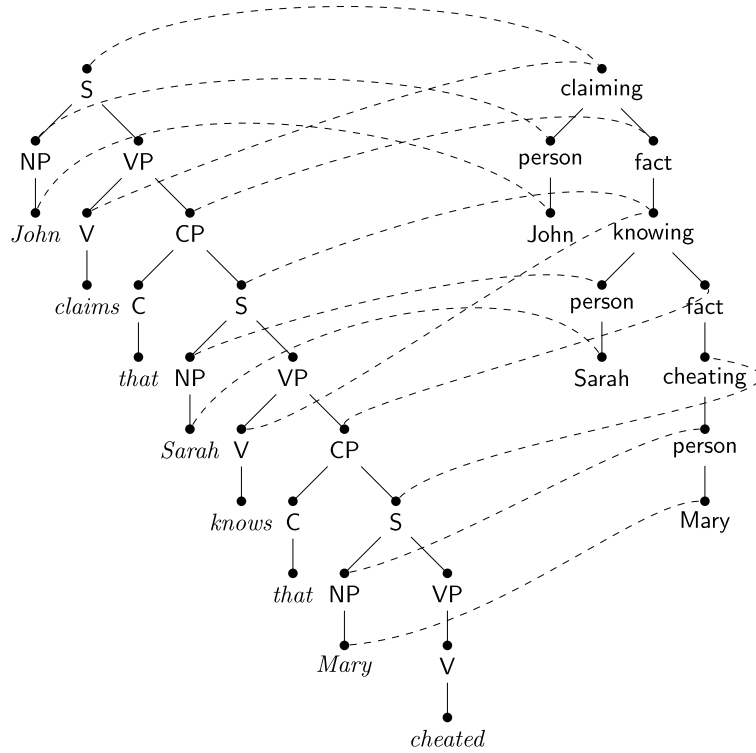 S claiming
NP VP person fact
John V CP John knowing
claims C S person fact
that NP VP Sarah cheating
Sarah V CP person
knows C S Mary
that NP VP
Mary V
cheated